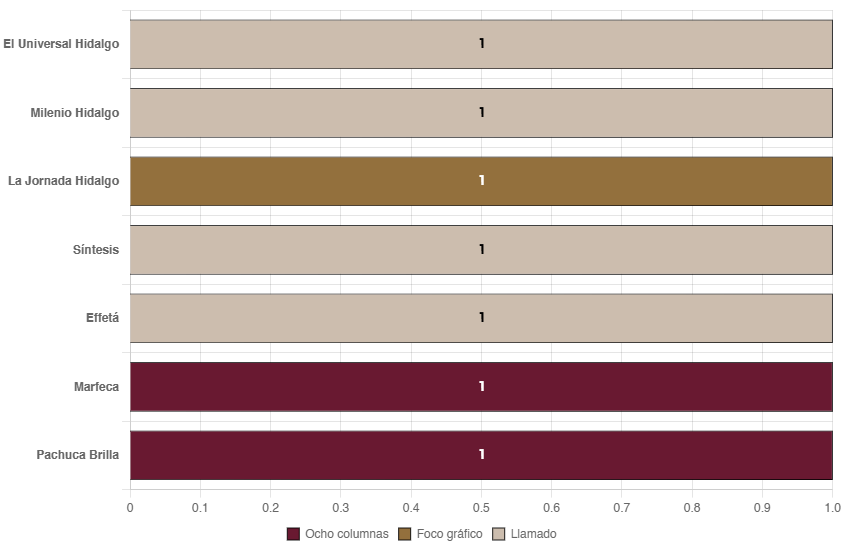 El Universal Hidalgo
1
Milenio Hidalgo
1
La Jornada Hidalgo
1
Síntesis
1
Effetá
1
Marfeca
1
Pachuca Brilla
1
0 0.1 0.2 0.3 0.4 0.5 0.6 0.7 0.8 0.9 1.0
Ocho columnas Foco gráfico Llamado